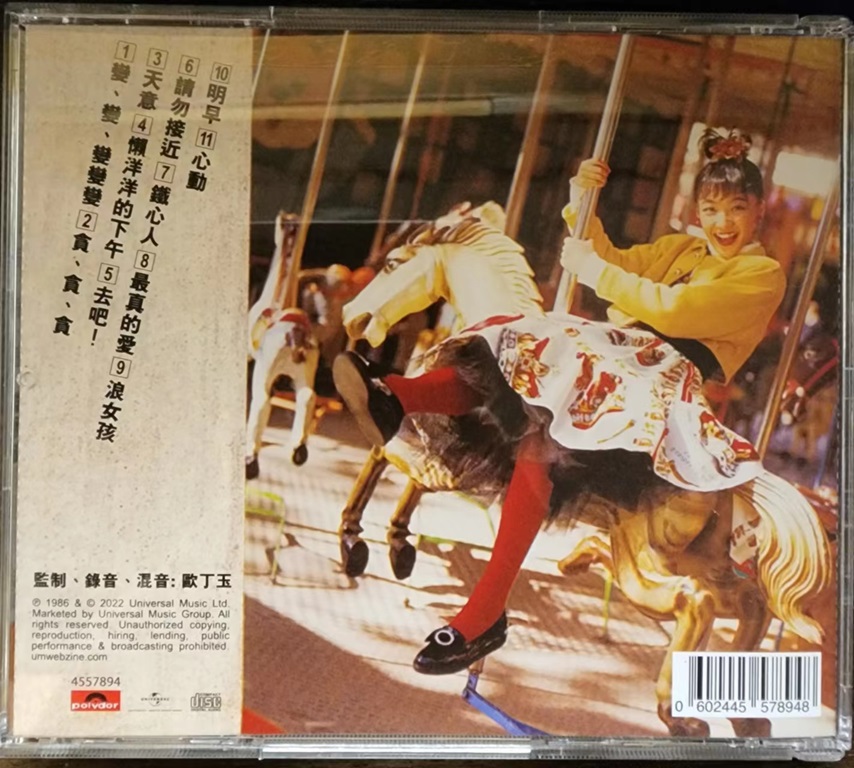 1 變、變、變變變 2 貪、貪、貪
3 天意 4 懶洋洋的下午 5 去吧！
6 請勿接近 7 鐵心人 8 最真的愛 9 浪女孩
10 明早 11 心動
監制、錄音、混音: 歐丁玉
℗ 1986 & © 2022 Universal Music Ltd.
Marketed by Universal Music Group. All
rights reserved. Unauthorized copying,
reproduction, hiring, lending, public
performance & broadcasting prohibited.
umwebzine.com
4557894
polydor
UNIVERSAL
disc
0 602445 578948